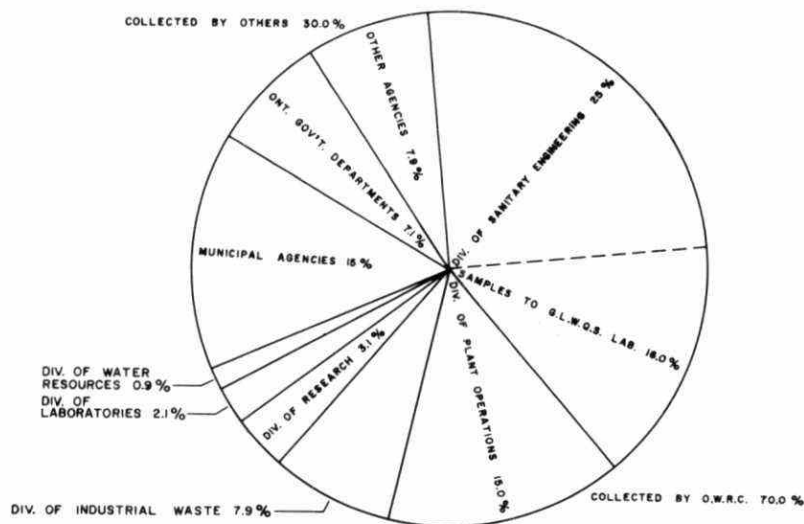 COLLECTED BY OTHERS 30.0%
OTHER AGENCIES 7.9%
ONT. GOV'T. DEPARTMENTS 7.1%
DIV. OF SANITARY ENGINEERING 25%
MUNICIPAL AGENCIES 15%
SAMPLES TO G.L.W.Q.S. LAB. 16.0%
DIV. OF PLANT OPERATIONS 15.0%
DIV. OF RESEARCH 3.1%
DIV. OF WATER
RESOURCES 0.9%
DIV. OF
LABORATORIES 2.1%
DIV. OF INDUSTRIAL WASTE 7.9%
COLLECTED BY O.W.R.C. 70.0%